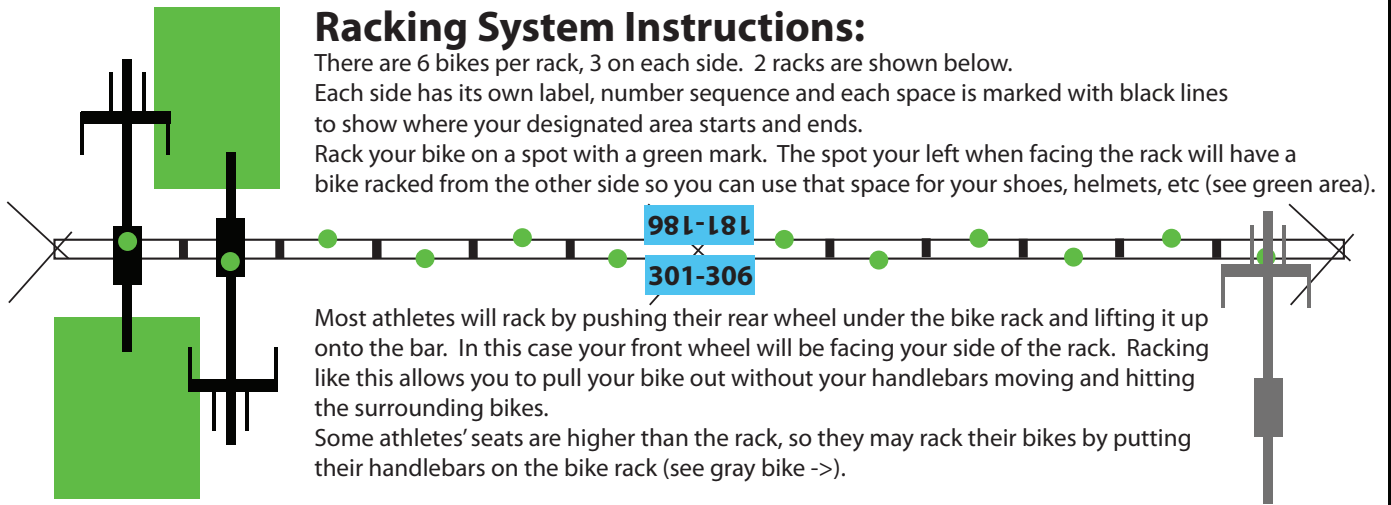 Racking System Instructions:
There are 6 bikes per rack, 3 on each side.  2 racks are shown below.
Each side has its own label, number sequence and each space is marked with black lines
to show where your designated area starts and ends.
Rack your bike on a spot with a green mark.  The spot your left when facing the rack will have a
bike racked from the other side so you can use that space for your shoes, helmets, etc (see green area).
181-186
301-306
Most athletes will rack by pushing their rear wheel under the bike rack and lifting it up
onto the bar.  In this case your front wheel will be facing your side of the rack.  Racking
like this allows you to pull your bike out without your handlebars moving and hitting
the surrounding bikes.
Some athletes' seats are higher than the rack, so they may rack their bikes by putting
their handlebars on the bike rack (see gray bike ->).